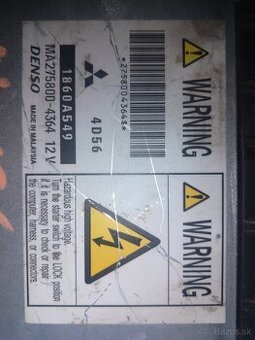 1860A549
MA275800-4364 12V
DENSO
MADE IN MALAYSIA
4D56
*2798004364$*
WARNING
WARNING
Hazardous high voltage.
Turn the starter switch to the LOCK position
if it is necessary to check or repair
the computer, harness, or connectors.
bazos.sk